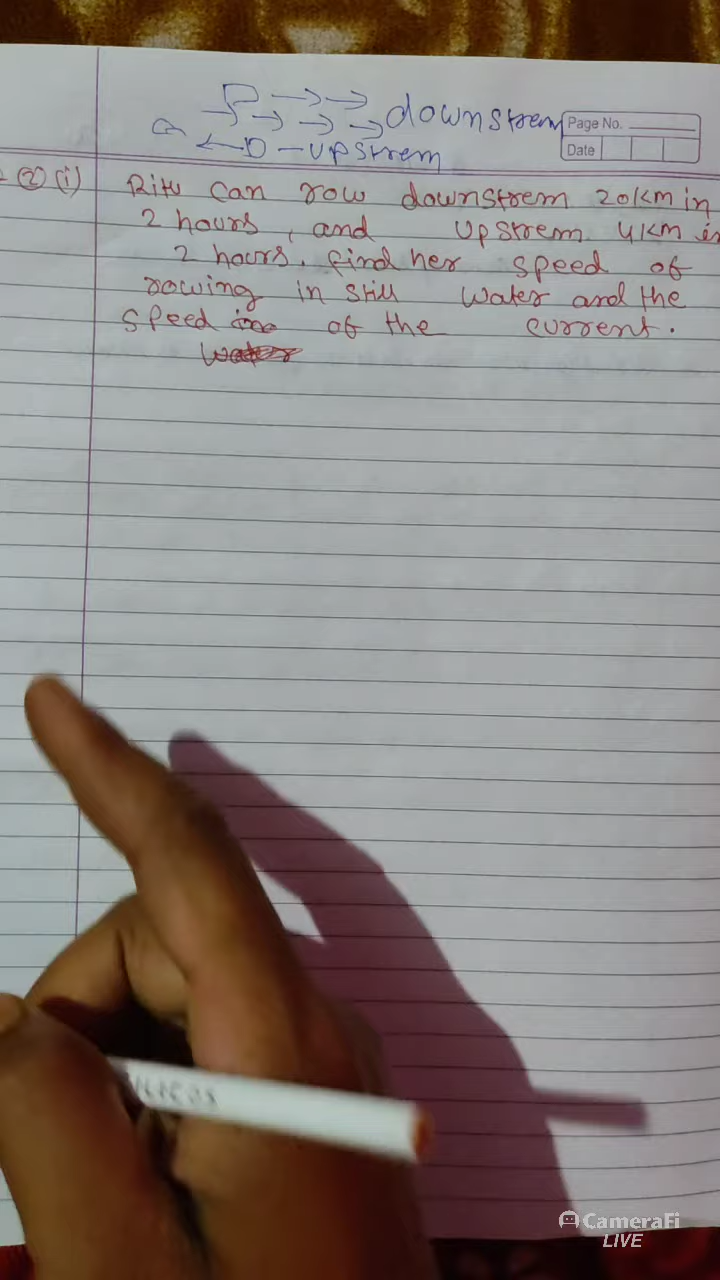 downstrem
Page No.
Date
D - upstrem
② (i) Ritu can row downstrem 20km in
2 hours, and upstrem 4km in
2 hours. find her speed of
rowing in still water and the
speed of the current.
CameraFi
LIVE